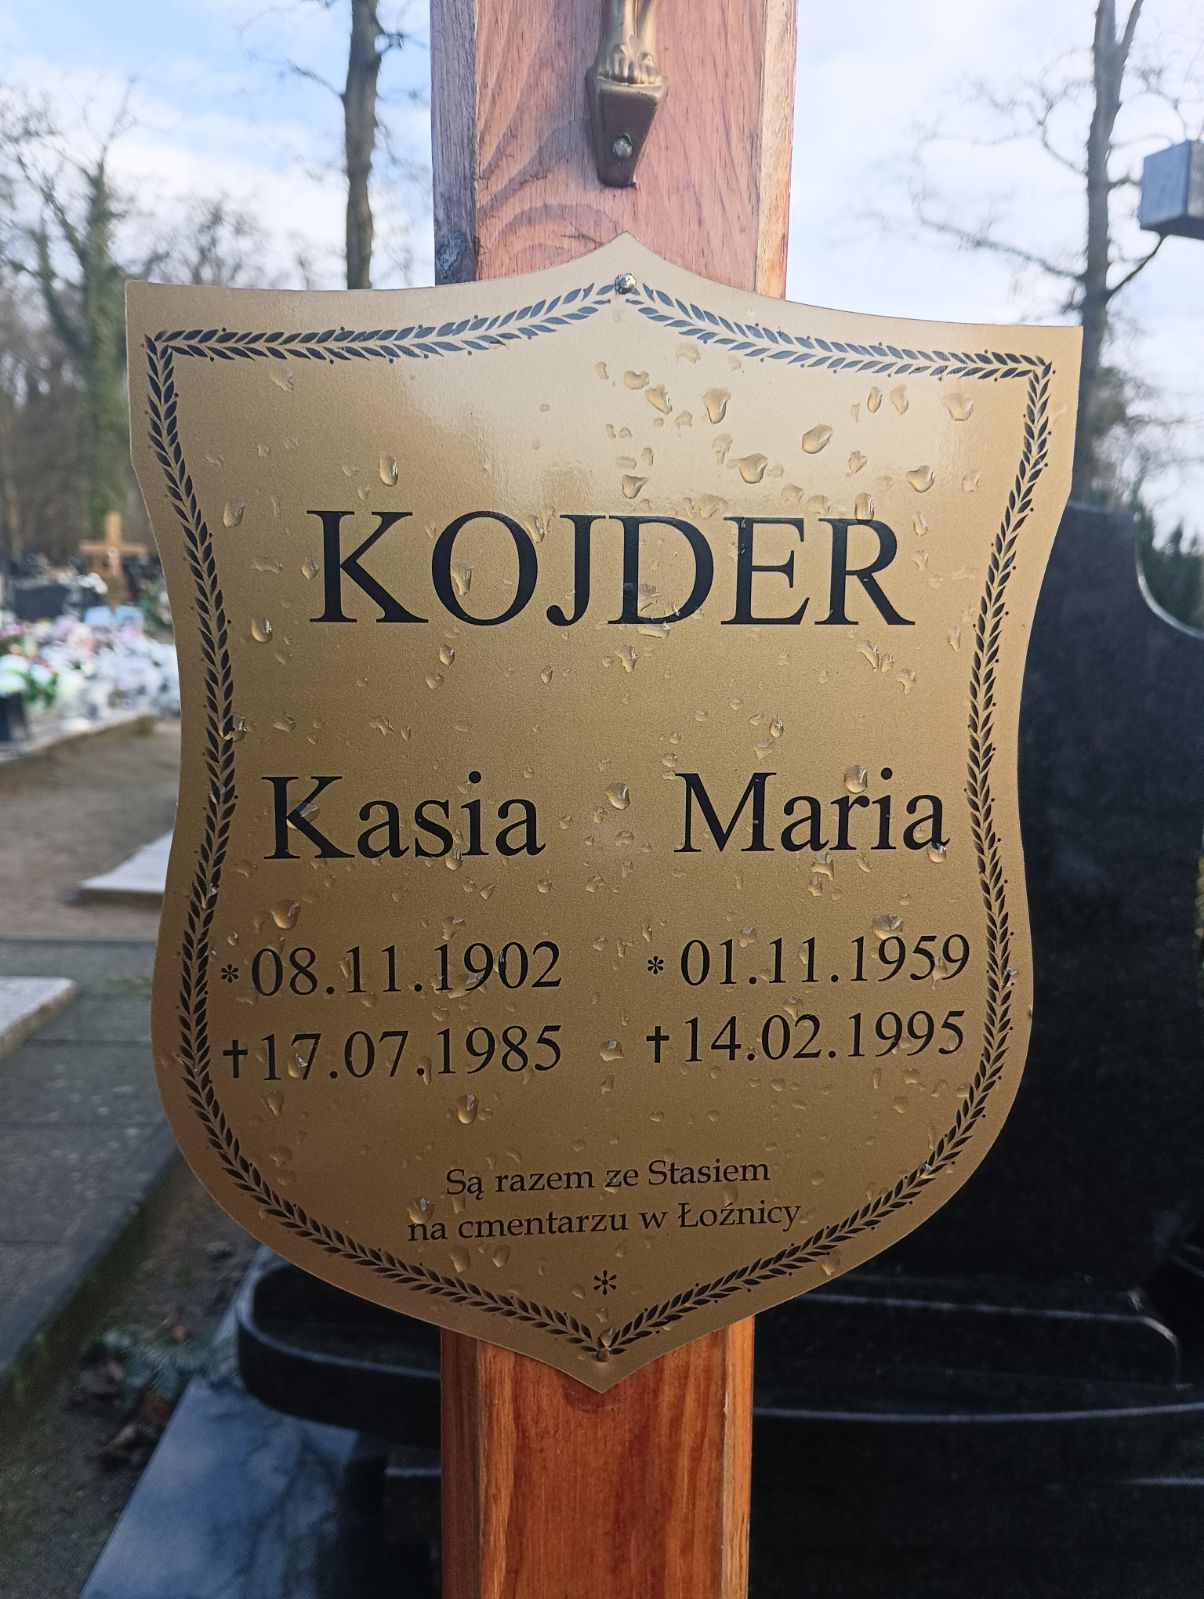 KOJDER
Kasia Maria
*08.11.1902 * 01.11.1959
✝17.07.1985 ✝14.02.1995
Są razem ze Stasiem
na cmentarzu w Łoźnicy
*